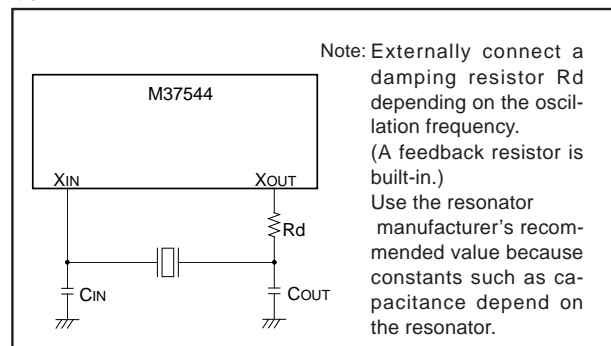 M37544
XIN
XOUT
Rd
CIN
COUT
Note: Externally connect a
damping resistor Rd
depending on the oscil-
lation frequency.
(A feedback resistor is
built-in.)
Use the resonator
manufacturer's recom-
mended value because
constants such as ca-
pacitance depend on
the resonator.